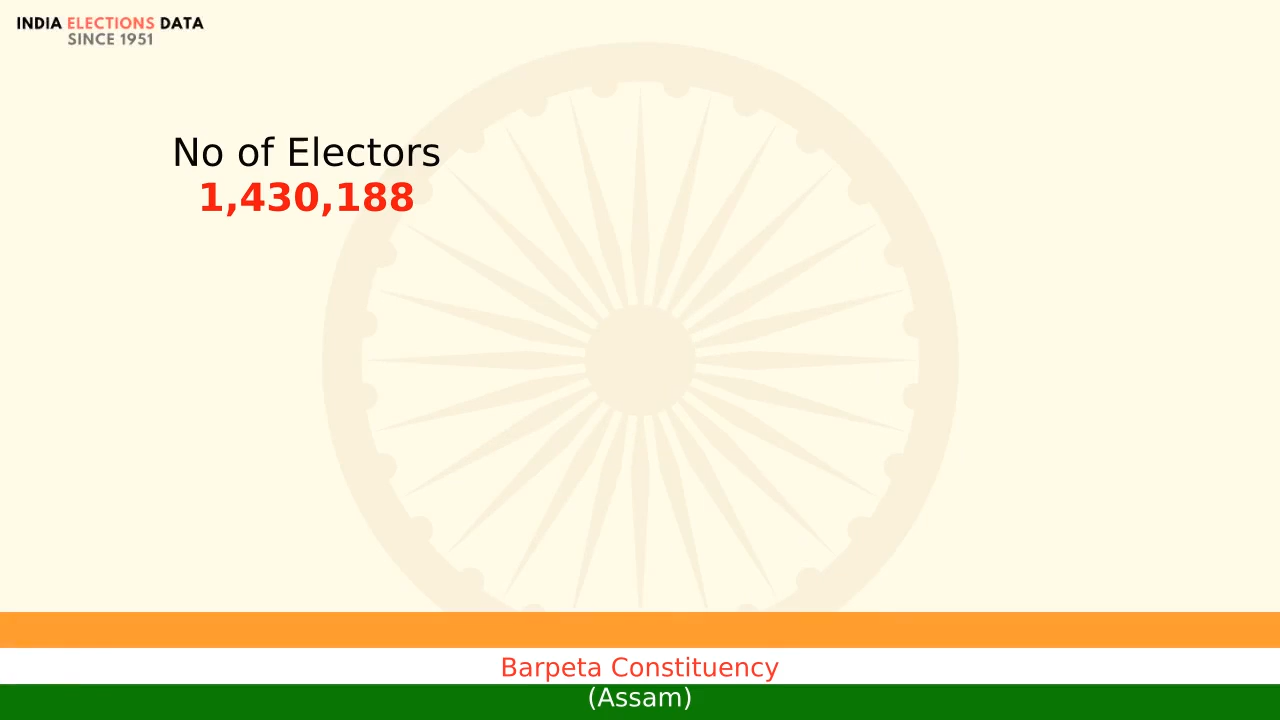 INDIA ELECTIONS DATA
SINCE 1951
No of Electors
1,430,188
Barpeta Constituency
(Assam)